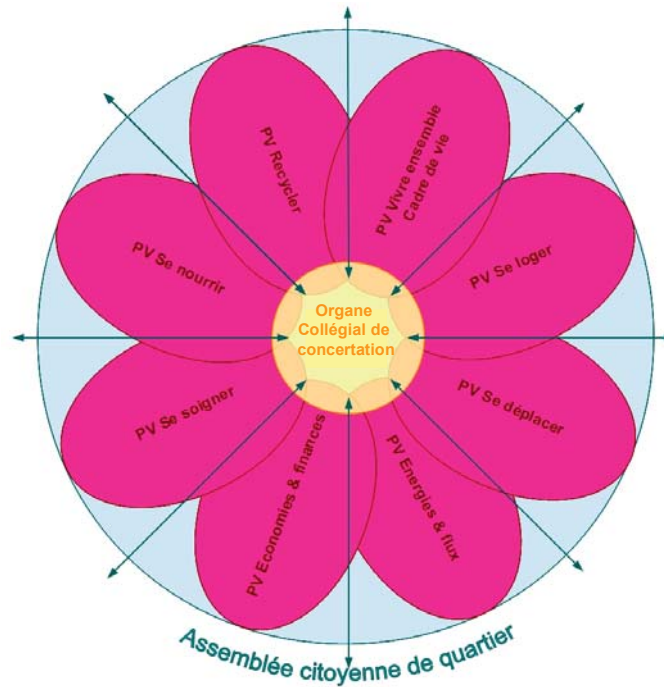 PV Recycler
PV Vivre ensemble
Cadre de vie
PV Se nourrir
PV Se loger
Organe
Collégial de
concertation
PV Se soigner
PV Se déplacer
PV Economies & finances
PV Energies & flux
Assemblée citoyenne de quartier